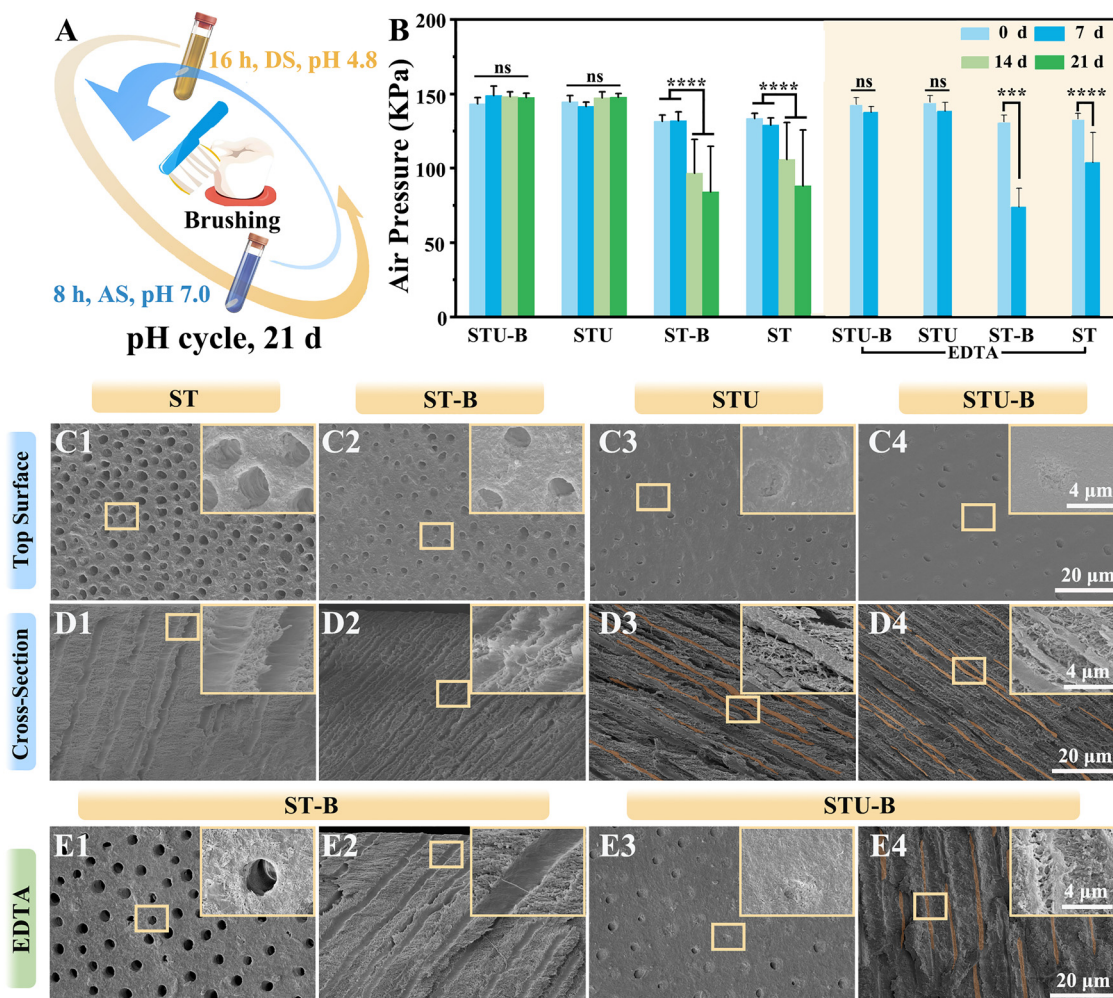 A
16 h, DS, pH 4.8
Brushing
8 h, AS, pH 7.0
pH cycle, 21 d
B
Air Pressure (KPa)
200
150
100
50
0
0 d
7 d
14 d
21 d
ns
ns
****
****
ns
ns
***
****
STU-B
STU
ST-B
ST
STU-B
STU
ST-B
ST
EDTA
ST
ST-B
STU
STU-B
Top Surface
C1
C2
C3
C4
4 μm
20 μm
Cross-Section
D1
D2
D3
D4
4 μm
20 μm
ST-B
STU-B
EDTA
E1
E2
E3
E4
4 μm
20 μm